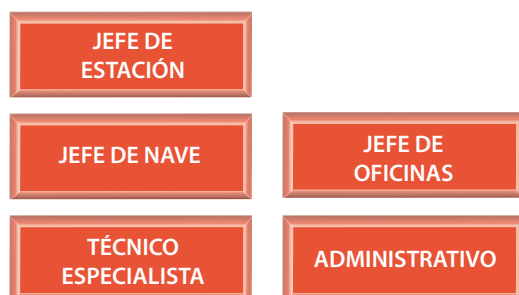 JEFE DE
ESTACIÓN
JEFE DE NAVE
JEFE DE
OFICINAS
TÉCNICO
ESPECIALISTA
ADMINISTRATIVO